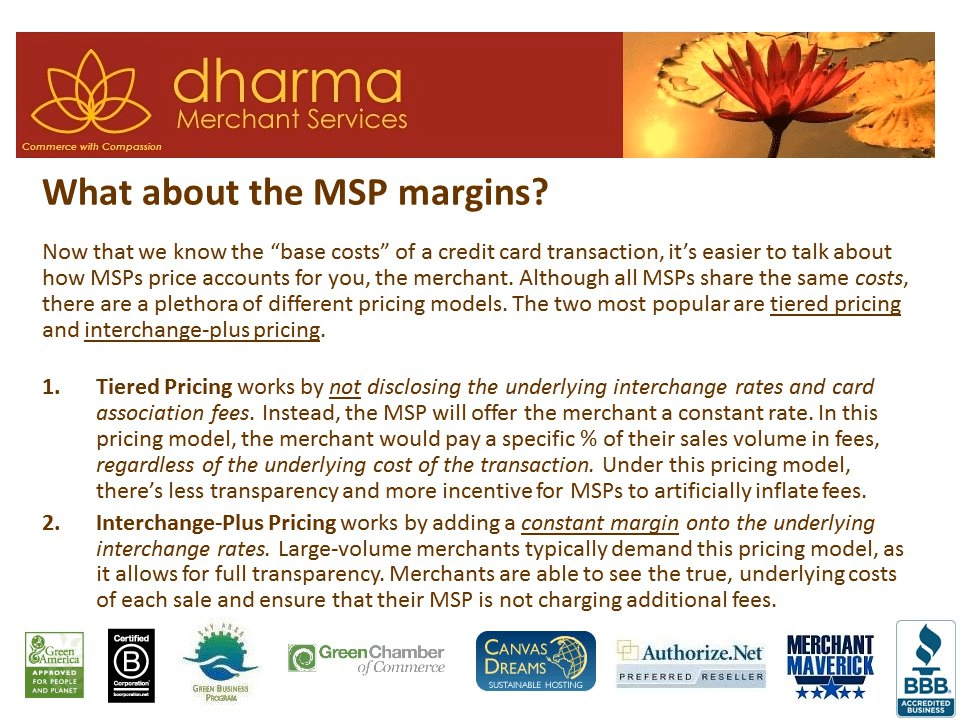 dharma
Merchant Services
Commerce with Compassion
What about the MSP margins?
Now that we know the “base costs” of a credit card transaction, it’s easier to talk about
how MSPs price accounts for you, the merchant. Although all MSPs share the same costs,
there are a plethora of different pricing models. The two most popular are tiered pricing
and interchange-plus pricing.
1. Tiered Pricing works by not disclosing the underlying interchange rates and card
association fees. Instead, the MSP will offer the merchant a constant rate. In this
pricing model, the merchant would pay a specific % of their sales volume in fees,
regardless of the underlying cost of the transaction. Under this pricing model,
there’s less transparency and more incentive for MSPs to artificially inflate fees.
2. Interchange-Plus Pricing works by adding a constant margin onto the underlying
interchange rates. Large-volume merchants typically demand this pricing model, as
it allows for full transparency. Merchants are able to see the true, underlying costs
of each sale and ensure that their MSP is not charging additional fees.
Green
America
APPROVED
FOR PEOPLE
AND PLANET
Certified
B
Corporation
bcorporation.net
BAY AREA
GREEN BUSINESS
PROGRAM
GreenChamber
of Commerce
CANVAS
DREAMS
SUSTAINABLE HOSTING
Authorize.Net
PREFERRED RESELLER
MERCHANT
MAVERICK
BBB
ACCREDITED
BUSINESS